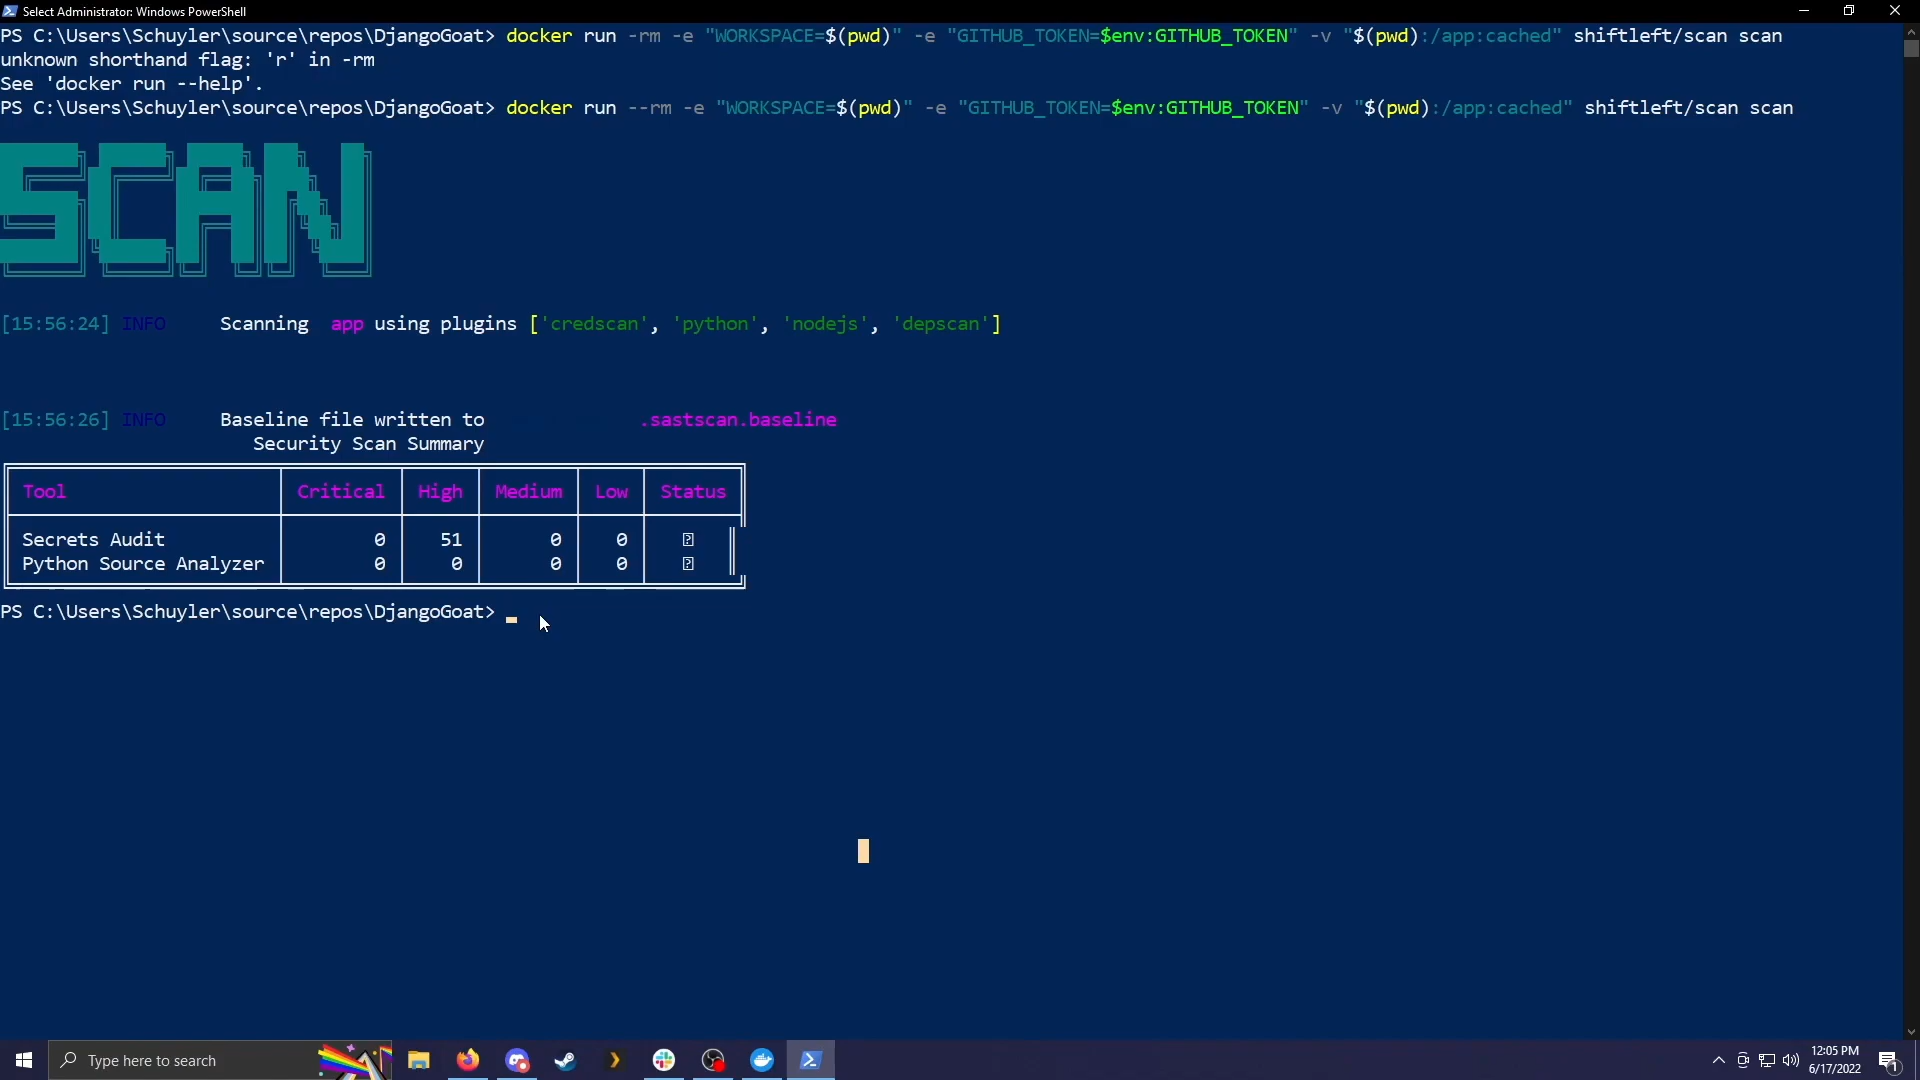 Select Administrator: Windows PowerShell
PS C:\Users\Schuyler\source\repos\DjangoGoat> docker run -rm -e "WORKSPACE=$(pwd)" -e "GITHUB_TOKEN=$env:GITHUB_TOKEN" -v "$(pwd):/app:cached" shiftleft/scan scan
unknown shorthand flag: 'r' in -rm
See 'docker run --help'.
PS C:\Users\Schuyler\source\repos\DjangoGoat> docker run --rm -e "WORKSPACE=$(pwd)" -e "GITHUB_TOKEN=$env:GITHUB_TOKEN" -v "$(pwd):/app:cached" shiftleft/scan scan
SCAN
[15:56:24] INFO Scanning app using plugins ['credscan', 'python', 'nodejs', 'depscan']
[15:56:26] INFO Baseline file written to .sastscan.baseline
Security Scan Summary
Tool Critical High Medium Low Status
Secrets Audit 0 51 0 0
Python Source Analyzer 0 0 0 0
PS C:\Users\Schuyler\source\repos\DjangoGoat>
Type here to search
12:05 PM
6/17/2022
1